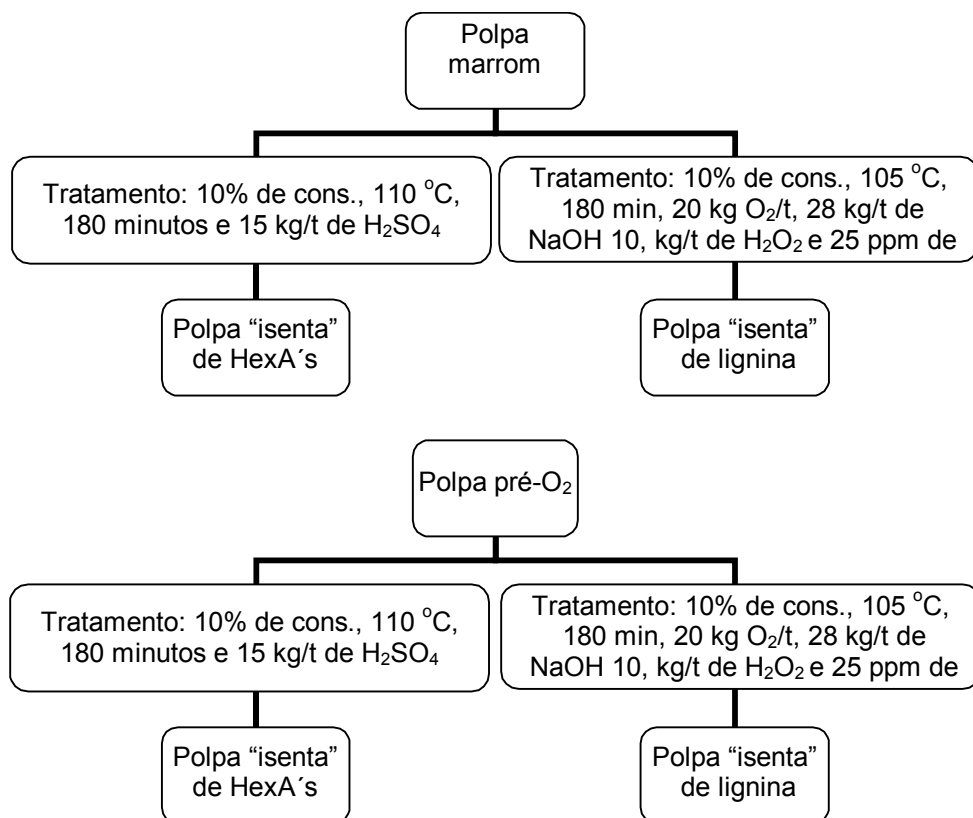 Polpa
marrom
Tratamento: 10% de cons., 110 °C,
180 minutos e 15 kg/t de H₂SO₄
Tratamento: 10% de cons., 105 °C,
180 min, 20 kg O₂/t, 28 kg/t de
NaOH 10, kg/t de H₂O₂ e 25 ppm de
Polpa “isenta”
de HexA´s
Polpa “isenta”
de lignina
Polpa pré-O₂
Tratamento: 10% de cons., 110 °C,
180 minutos e 15 kg/t de H₂SO₄
Tratamento: 10% de cons., 105 °C,
180 min, 20 kg O₂/t, 28 kg/t de
NaOH 10, kg/t de H₂O₂ e 25 ppm de
Polpa “isenta”
de HexA´s
Polpa “isenta”
de lignina